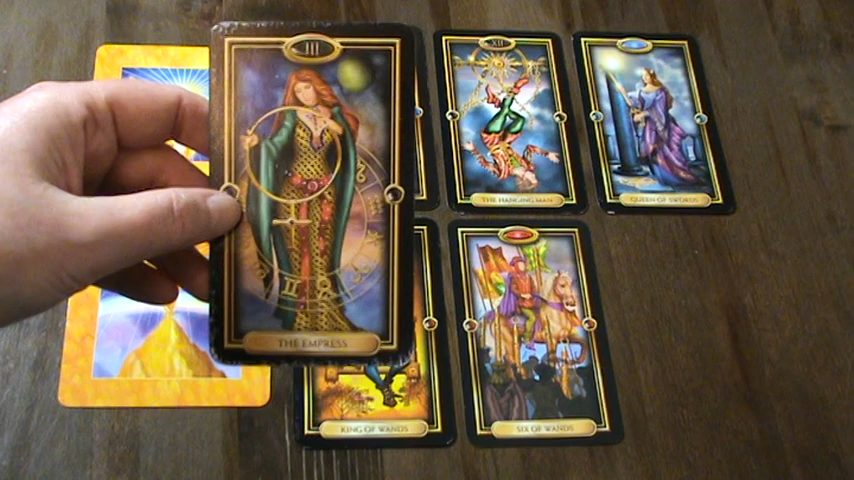 III
THE EMPRESS
XII
THE HANGING MAN
QUEEN OF SWORDS
KING OF WANDS
SIX OF WANDS